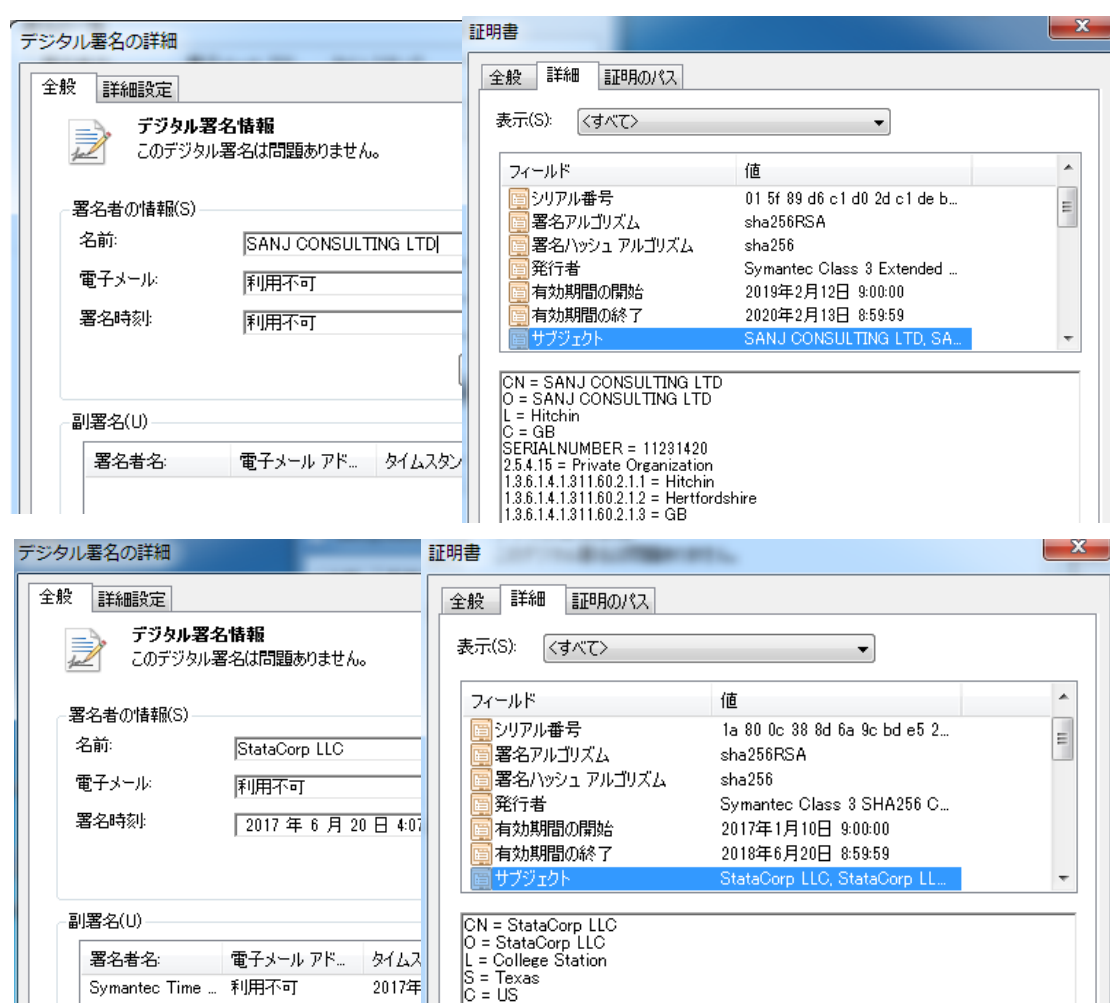 デジタル署名の詳細
全般 詳細設定
デジタル署名情報
このデジタル署名は問題ありません。
署名者の情報(S)
名前: SANJ CONSULTING LTD
電子メール: 利用不可
署名時刻: 利用不可
副署名(U)
署名者名: 電子メール アド... タイムスタン
証明書
全般 詳細 証明のパス
表示(S): <すべて>
フィールド 値
シリアル番号 01 5f 89 d6 c1 d0 2d c1 de b...
署名アルゴリズム sha256RSA
署名ハッシュ アルゴリズム sha256
発行者 Symantec Class 3 Extended ...
有効期間の開始 2019年2月12日 9:00:00
有効期間の終了 2020年2月13日 8:59:59
サブジェクト SANJ CONSULTING LTD, SA...
CN = SANJ CONSULTING LTD
O = SANJ CONSULTING LTD
L = Hitchin
C = GB
SERIALNUMBER = 11231420
2.5.4.15 = Private Organization
1.3.6.1.4.1.311.60.2.1.1 = Hitchin
1.3.6.1.4.1.311.60.2.1.2 = Hertfordshire
1.3.6.1.4.1.311.60.2.1.3 = GB
デジタル署名の詳細
全般 詳細設定
デジタル署名情報
このデジタル署名は問題ありません。
署名者の情報(S)
名前: StataCorp LLC
電子メール: 利用不可
署名時刻: 2017 年 6 月 20 日 4:07
副署名(U)
署名者名: 電子メール アド... タイムス
Symantec Time ... 利用不可 2017年
証明書
全般 詳細 証明のパス
表示(S): <すべて>
フィールド 値
シリアル番号 1a 80 0c 38 8d 6a 9c bd e5 2...
署名アルゴリズム sha256RSA
署名ハッシュ アルゴリズム sha256
発行者 Symantec Class 3 SHA256 C...
有効期間の開始 2017年1月10日 9:00:00
有効期間の終了 2018年6月20日 8:59:59
サブジェクト StataCorp LLC, StataCorp LL...
CN = StataCorp LLC
O = StataCorp LLC
L = College Station
S = Texas
C = US